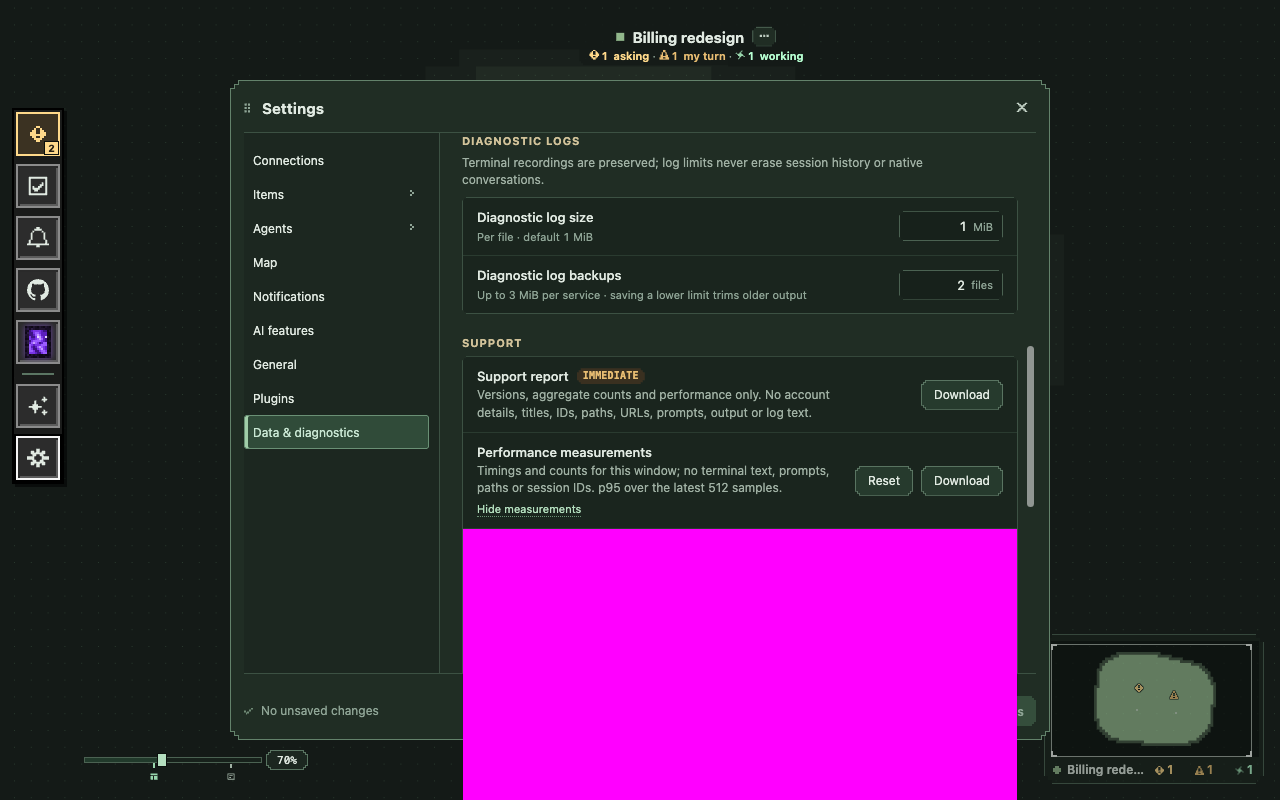 Billing redesign
1 asking · 1 my turn · 1 working
Settings
2
Connections
Items
Agents
Map
Notifications
AI features
General
Plugins
Data & diagnostics
DIAGNOSTIC LOGS
Terminal recordings are preserved; log limits never erase session history or native
conversations.
Diagnostic log size
Per file · default 1 MiB
1 MiB
Diagnostic log backups
Up to 3 MiB per service · saving a lower limit trims older output
2 files
SUPPORT
Support report IMMEDIATE
Versions, aggregate counts and performance only. No account
details, titles, IDs, paths, URLs, prompts, output or log text.
Download
Performance measurements
Timings and counts for this window; no terminal text, prompts,
paths or session IDs. p95 over the latest 512 samples.
Reset
Download
Hide measurements
No unsaved changes
s
70%
Billing rede... 1 1 1